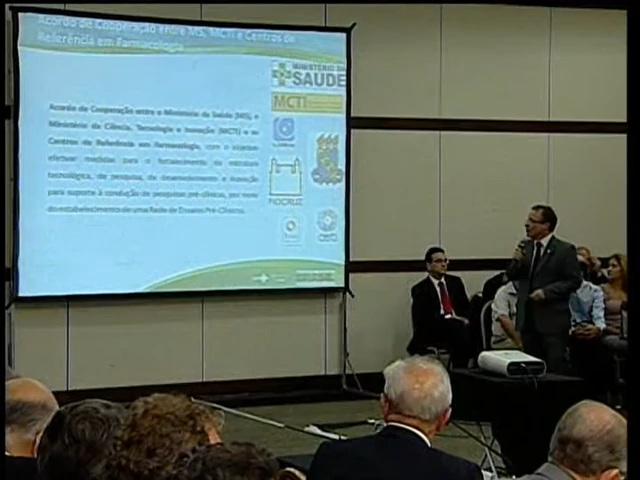 Acordo de Cooperação entre MS, MCTI e Centros de
Referência em Farmacologia
MINISTÉRIO DA
SAÚDE
MCTI
Acordo de Cooperação entre o Ministério da Saúde (MS), o
Ministério da Ciência, Tecnologia e Inovação (MCTI) e os
Centros de Referência em Farmacologia, com o objetivo
efetuar medidas para o fortalecimento da estrutura
tecnológica, de pesquisa, de desenvolvimento e inovação
para suporte à condução de pesquisas pré-clínicas, por meio
do estabelecimento de uma Rede de Ensaios Pré-Clínicos.
FIOCRUZ